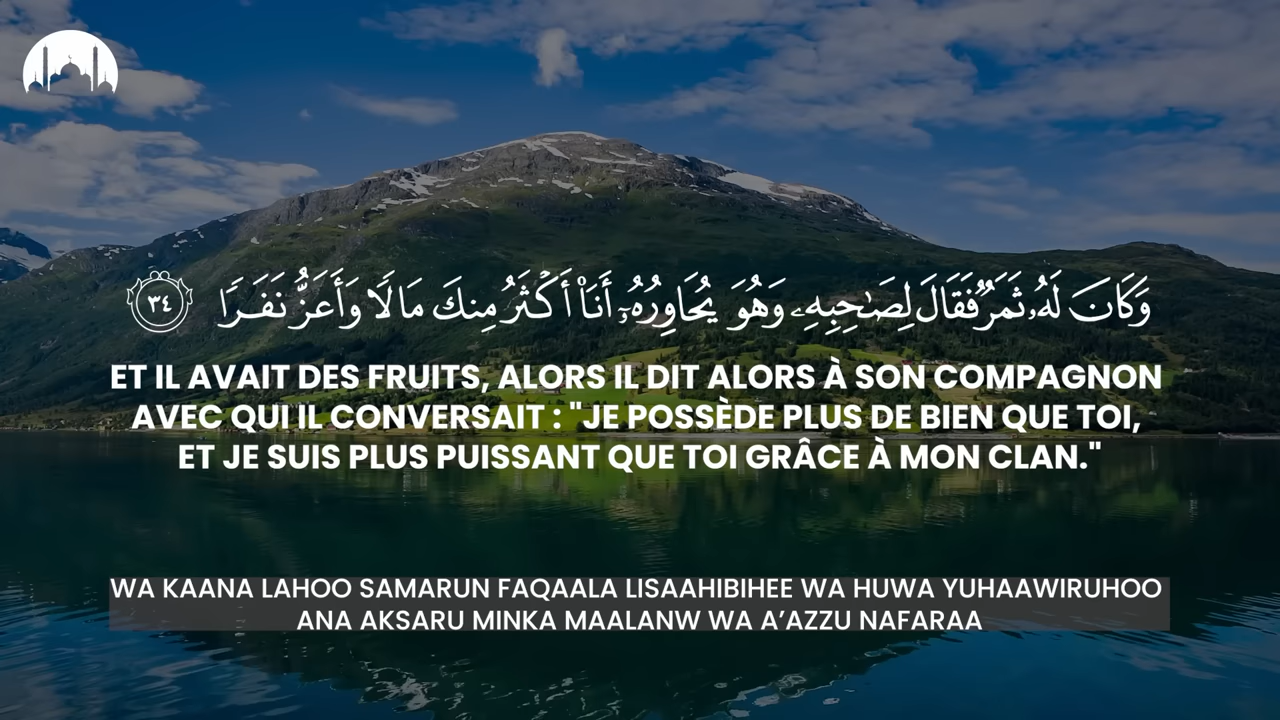 وَكَانَ لَهُۥ ثَمَرٌ فَقَالَ لِصَـٰحِبِهِۦ وَهُوَ يُحَاوِرُهُۥٓ أَنَا۠ أَكْثَرُ مِنكَ مَالًا وَأَعَزُّ نَفَرًا ٣٤
ET IL AVAIT DES FRUITS, ALORS IL DIT ALORS À SON COMPAGNON
AVEC QUI IL CONVERSAIT : "JE POSSÈDE PLUS DE BIEN QUE TOI,
ET JE SUIS PLUS PUISSANT QUE TOI GRÂCE À MON CLAN."
WA KAANA LAHOO SAMARUN FAQAALA LISAAHIBIHEE WA HUWA YUHAAWIRUHOO
ANA AKSARU MINKA MAALANW WA A’AZZU NAFARAA